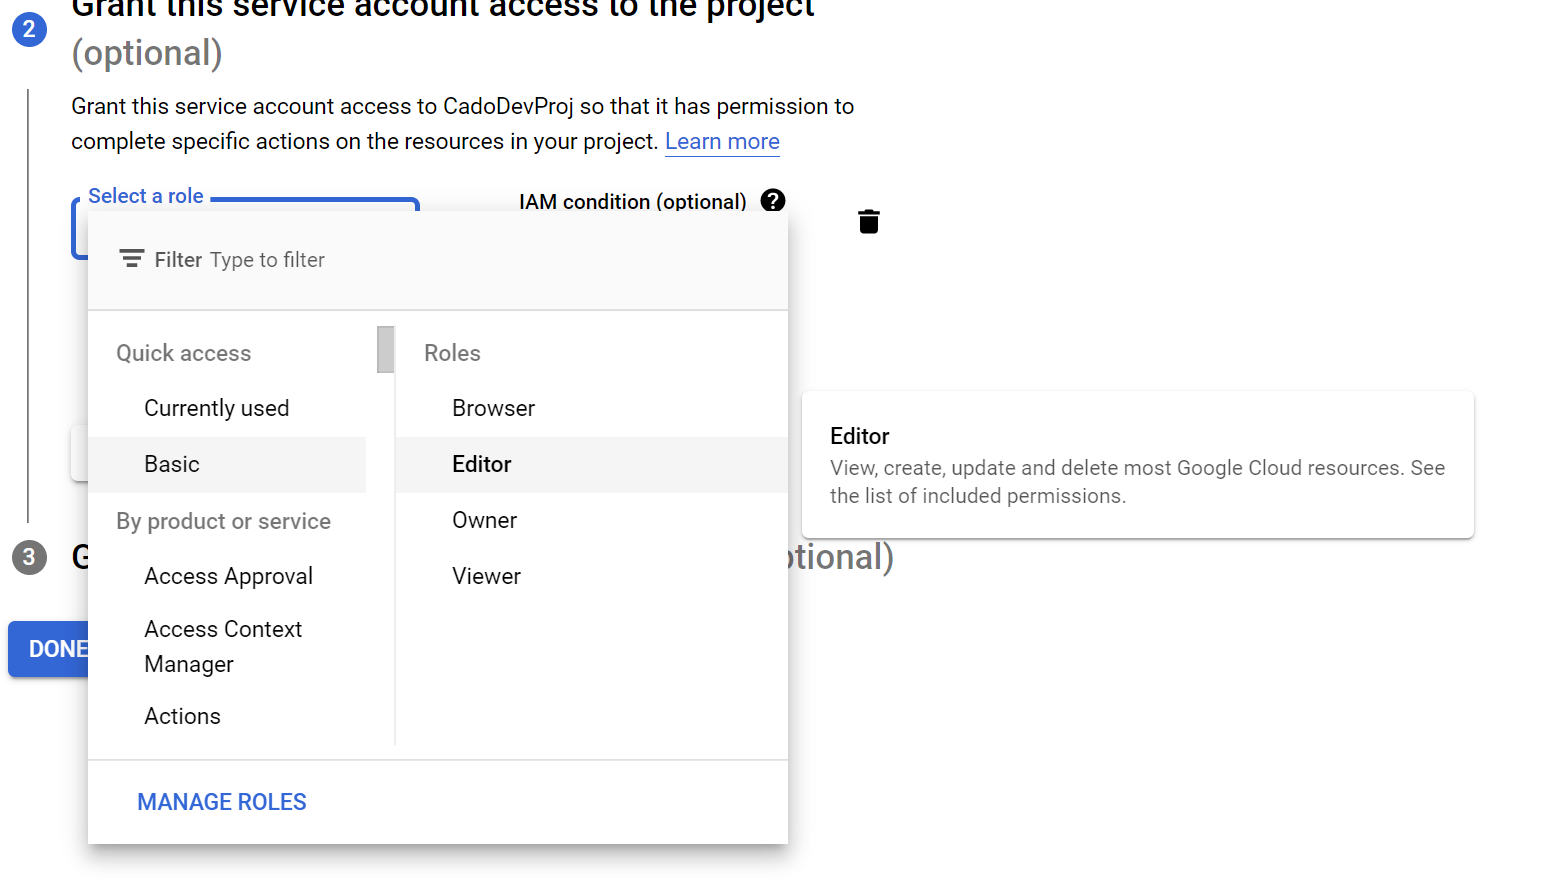 Grant this service account access to the project
2
(optional)
Grant this service account access to CadoDevProj so that it has permission to
complete specific actions on the resources in your project. Learn more
Select a role
IAM condition (optional)
?
Filter Type to filter
Quick access
Currently used
Basic
By product or service
Access Approval
Access Context
Manager
Actions
Roles
Browser
Editor
Owner
Viewer
Editor
View, create, update and delete most Google Cloud resources. See
the list of included permissions.
3
DONE
MANAGE ROLES